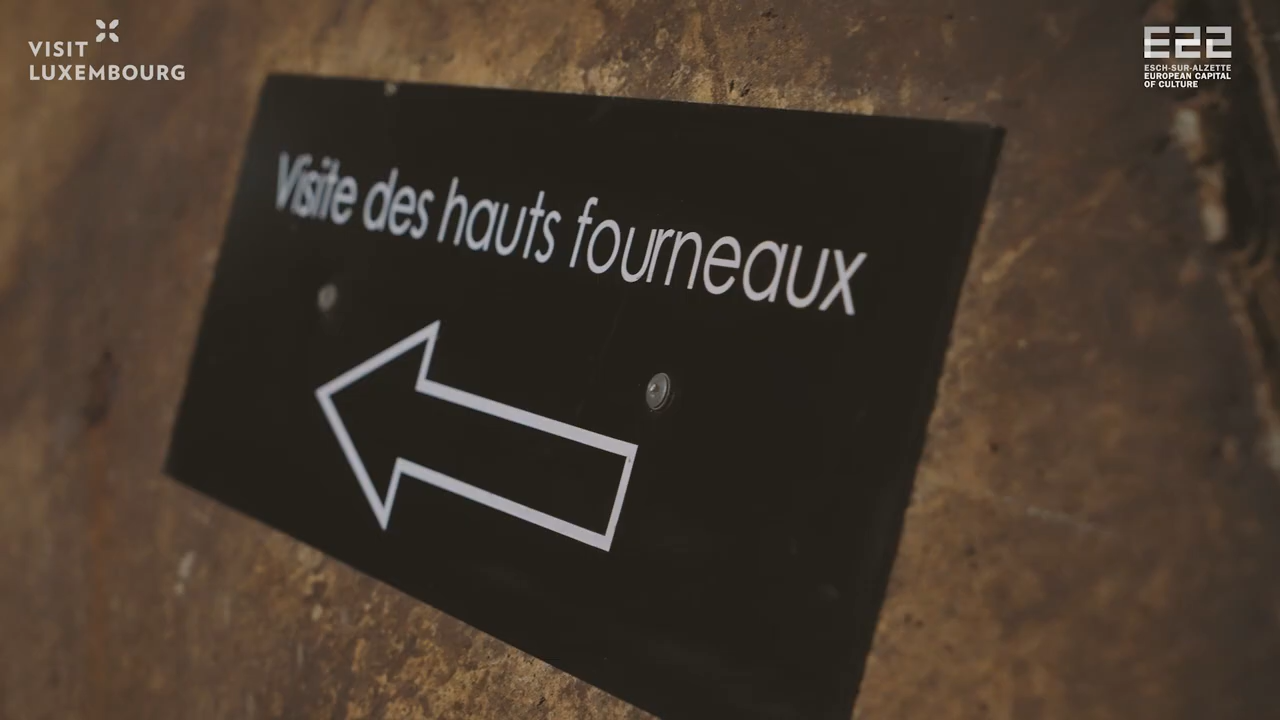 VISIT
LUXEMBOURG
E22
ESCH-SUR-ALZETTE
EUROPEAN CAPITAL
OF CULTURE
Visite des hauts fourneaux